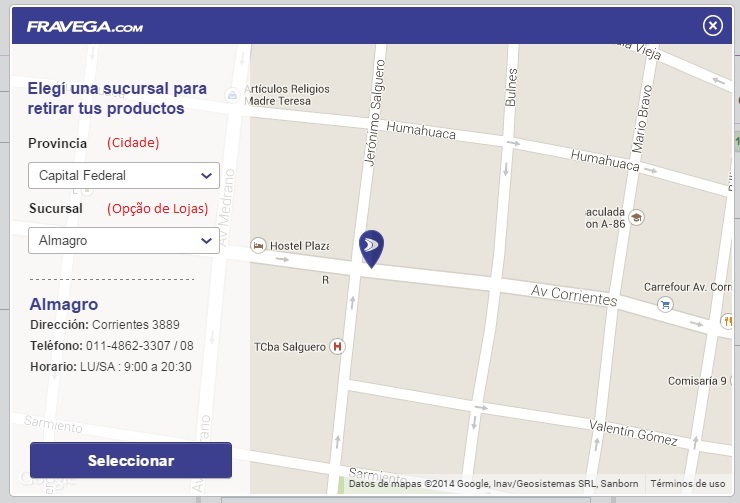 FRAVEGA.COM
Elegí una sucursal para
retirar tus productos
Provincia (Cidade)
Capital Federal
Sucursal (Opção de Lojas)
Almagro
Almagro
Dirección: Corrientes 3889
Teléfono: 011-4862-3307 / 08
Horario: LU/SA : 9:00 a 20:30
Seleccionar
Artículos Religios
Madre Teresa
Av Medrano
Hostel Plaza
R
TCba Salguero
H
Jerónimo Salguero
Humahuaca
Bulnes
Humahuaca
Mario Bravo
Vieja
aculada
on A-86
Av Corrientes
Carrefour Av. Corri
Comisaría 9
Valentín Gómez
Sarmiento
Sarmiento
Datos de mapas ©2014 Google, Inav/Geosistemas SRL, Sanborn
Términos de uso